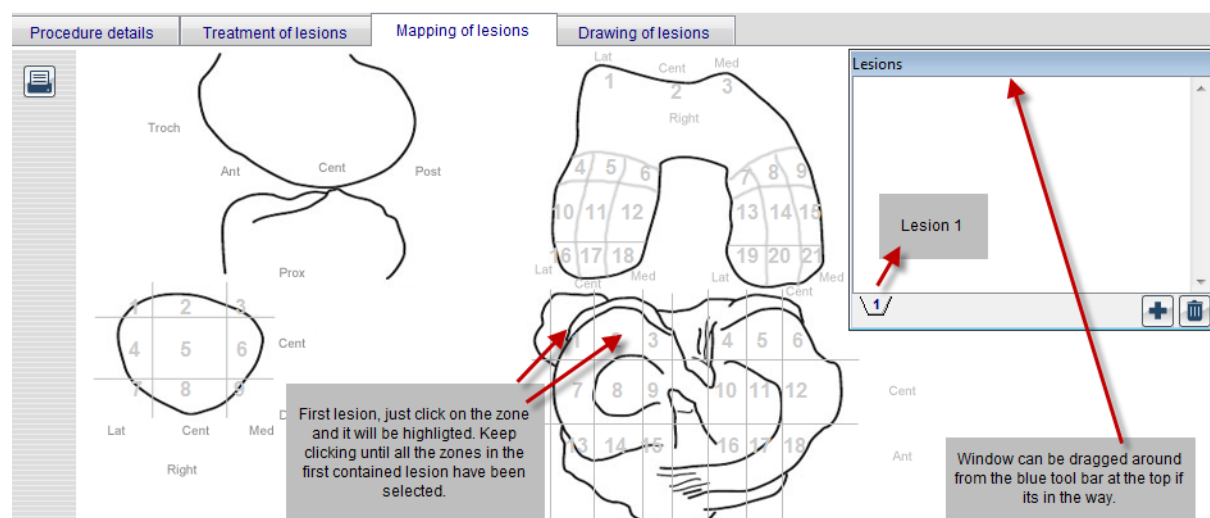 Procedure details
Treatment of lesions
Mapping of lesions
Drawing of lesions
Troch
Ant
Cent
Post
Prox
1 2 3
4 5 6
7 8 9
Cent
Lat
Cent
Med
Right
Lat
Cent
Med
1 2 3
Right
4 5 6 7 8 9
10 11 12 13 14 15
16 17 18 19 20 21
Lat
Cent
Med
Lat
Cent
Med
1 3 4 5 6
7 8 9 10 11 12
13 14 15 16 17 18
Cent
Ant
Lesions
Lesion 1
1
First lesion, just click on the zone
and it will be highligted. Keep
clicking until all the zones in the
first contained lesion have been
selected.
Window can be dragged around
from the blue tool bar at the top if
its in the way.